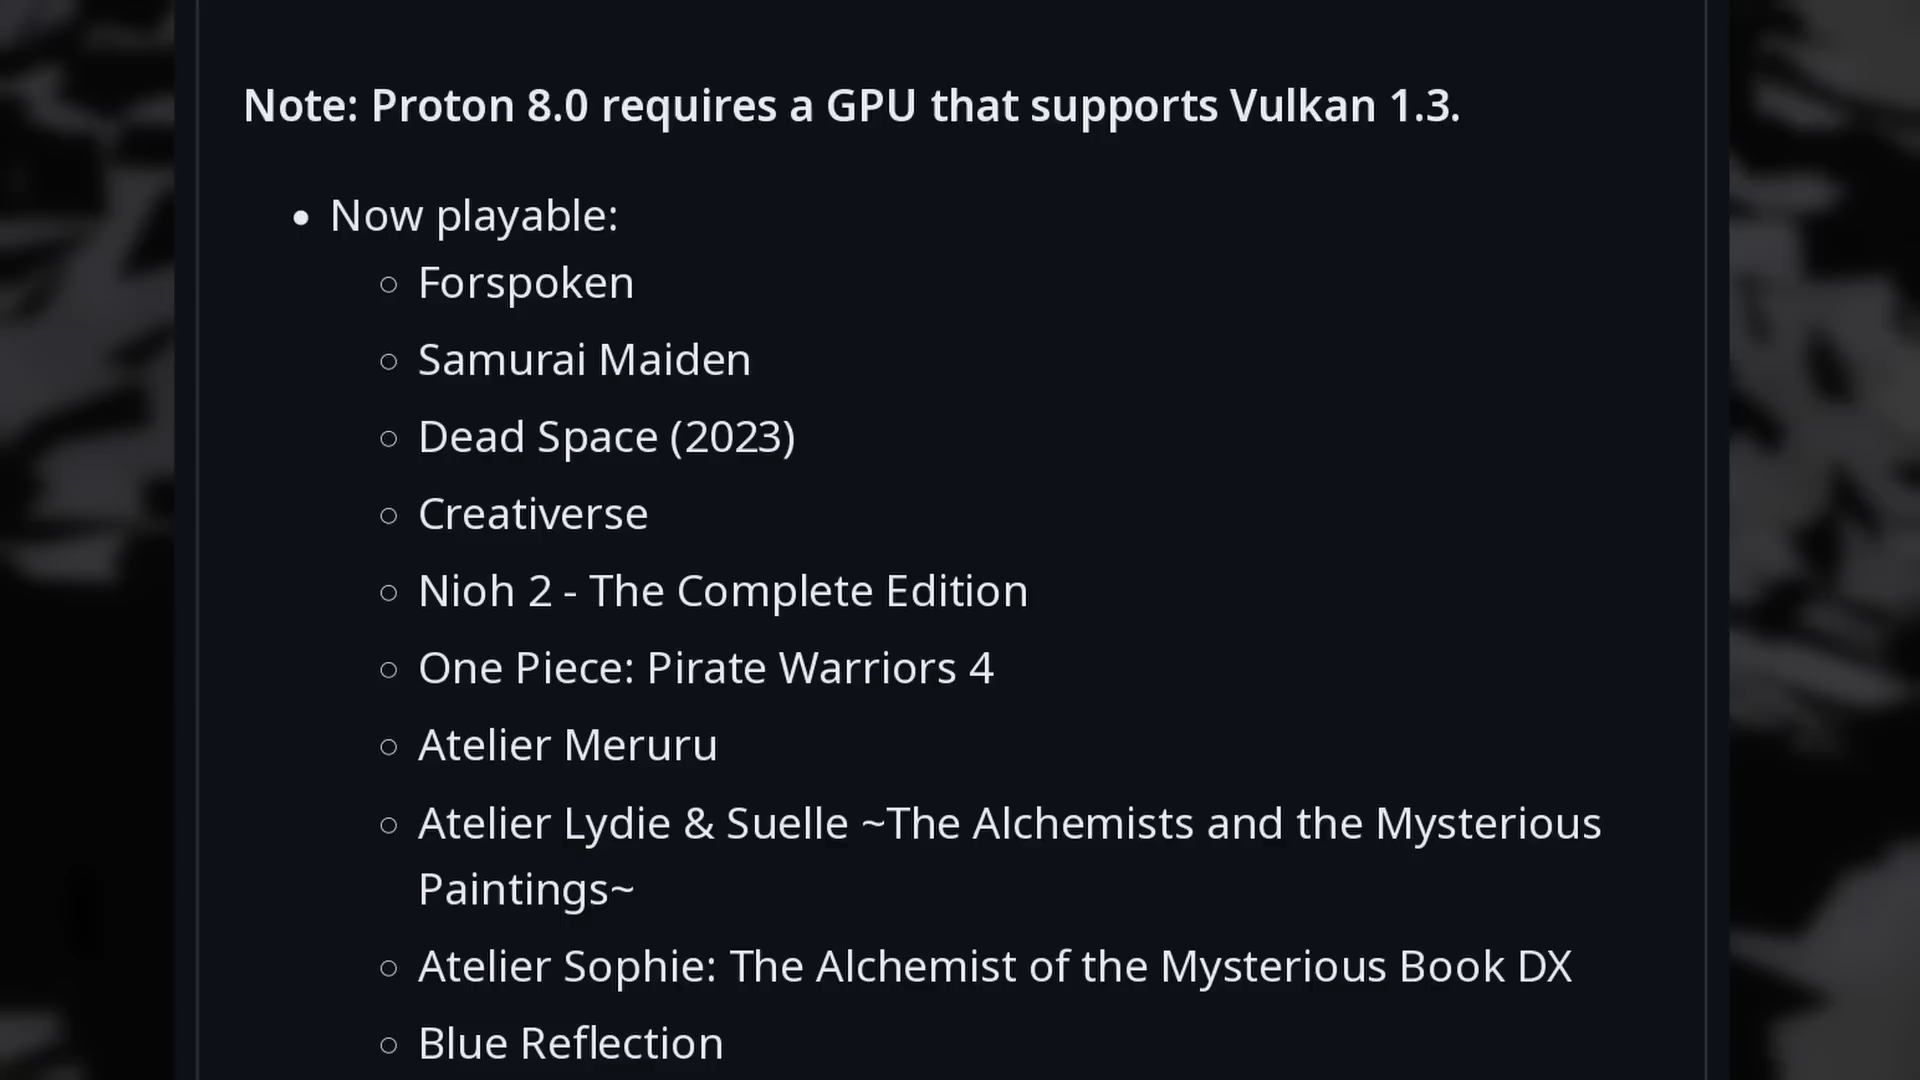 Note: Proton 8.0 requires a GPU that supports Vulkan 1.3.
Now playable:
Forspoken
Samurai Maiden
Dead Space (2023)
Creativerse
Nioh 2 - The Complete Edition
One Piece: Pirate Warriors 4
Atelier Meruru
Atelier Lydie & Suelle ~The Alchemists and the Mysterious
Paintings~
Atelier Sophie: The Alchemist of the Mysterious Book DX
Blue Reflection